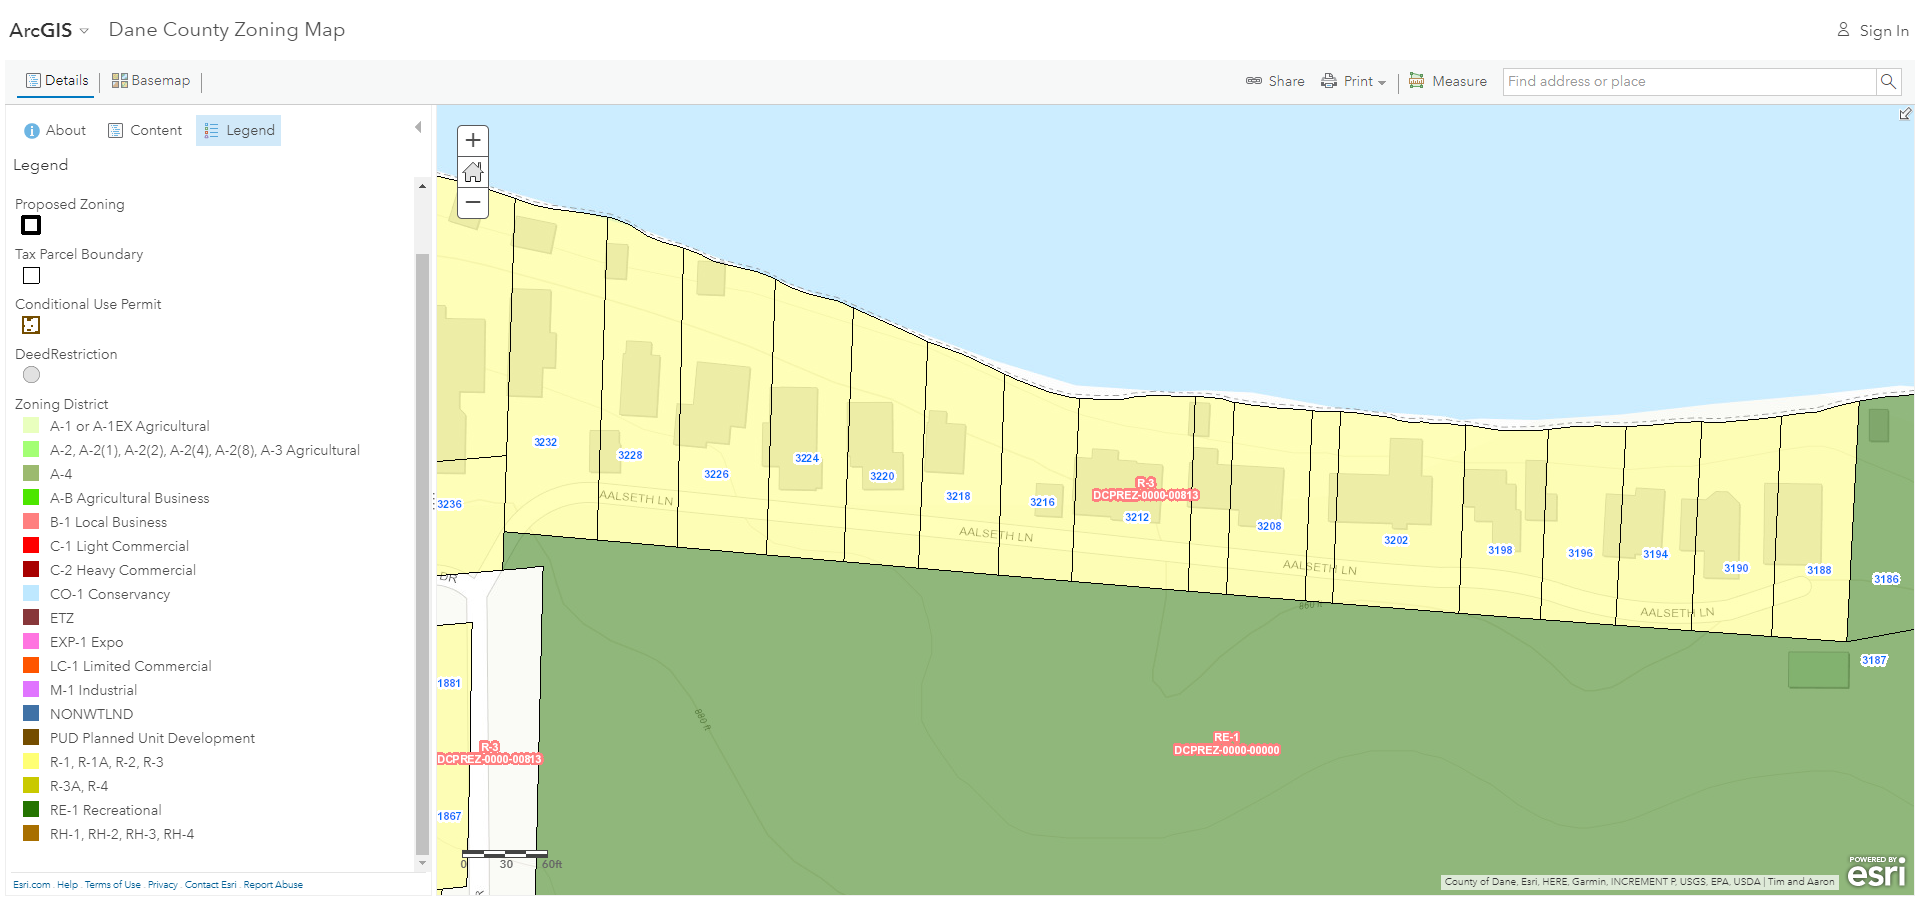 ArcGIS Dane County Zoning Map Sign In
Details Basemap Share Print Measure Find address or place
About Content Legend
Legend
Proposed Zoning
Tax Parcel Boundary
Conditional Use Permit
DeedRestriction
Zoning District
A-1 or A-1EX Agricultural
A-2, A-2(1), A-2(2), A-2(4), A-2(8), A-3 Agricultural
A-4
A-B Agricultural Business
B-1 Local Business
C-1 Light Commercial
C-2 Heavy Commercial
CO-1 Conservancy
ETZ
EXP-1 Expo
LC-1 Limited Commercial
M-1 Industrial
NONWTLND
PUD Planned Unit Development
R-1, R-1A, R-2, R-3
R-3A, R-4
RE-1 Recreational
RH-1, RH-2, RH-3, RH-4
Esri.com . Help . Terms of Use . Privacy . Contact Esri . Report Abuse
3232
3228
3226
3224
3220
3218
3216
R-3
DCPREZ-0000-00813
3212
3208
3202
3198
3196
3194
3190
3188
3186
3187
3236
AALSETH LN
AALSETH LN
AALSETH LN
AALSETH LN
860 ft
880 ft
DR
1881
R-3
DCPREZ-0000-00813
1867
RE-1
DCPREZ-0000-00000
0 30 60ft
County of Dane, Esri, HERE, Garmin, INCREMENT P, USGS, EPA, USDA | Tim and Aaron
POWERED BY
esri